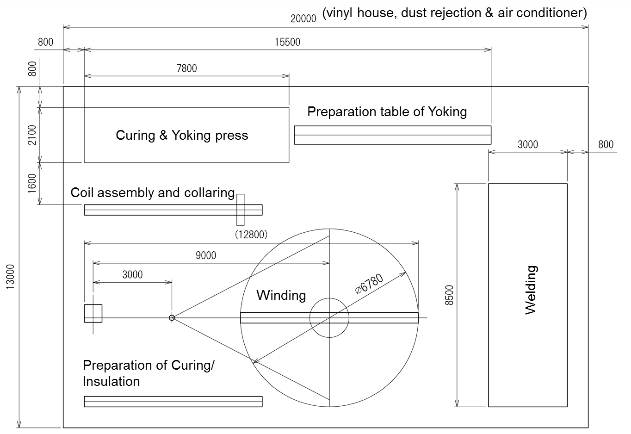 (vinyl house, dust rejection & air conditioner)
20000
800
15500
7800
800
Preparation table of Yoking
Curing & Yoking press
2100
3000
800
1600
Coil assembly and collaring
(12800)
9000
3000
⌀6780
Winding
13000
8500
Welding
Preparation of Curing/
Insulation